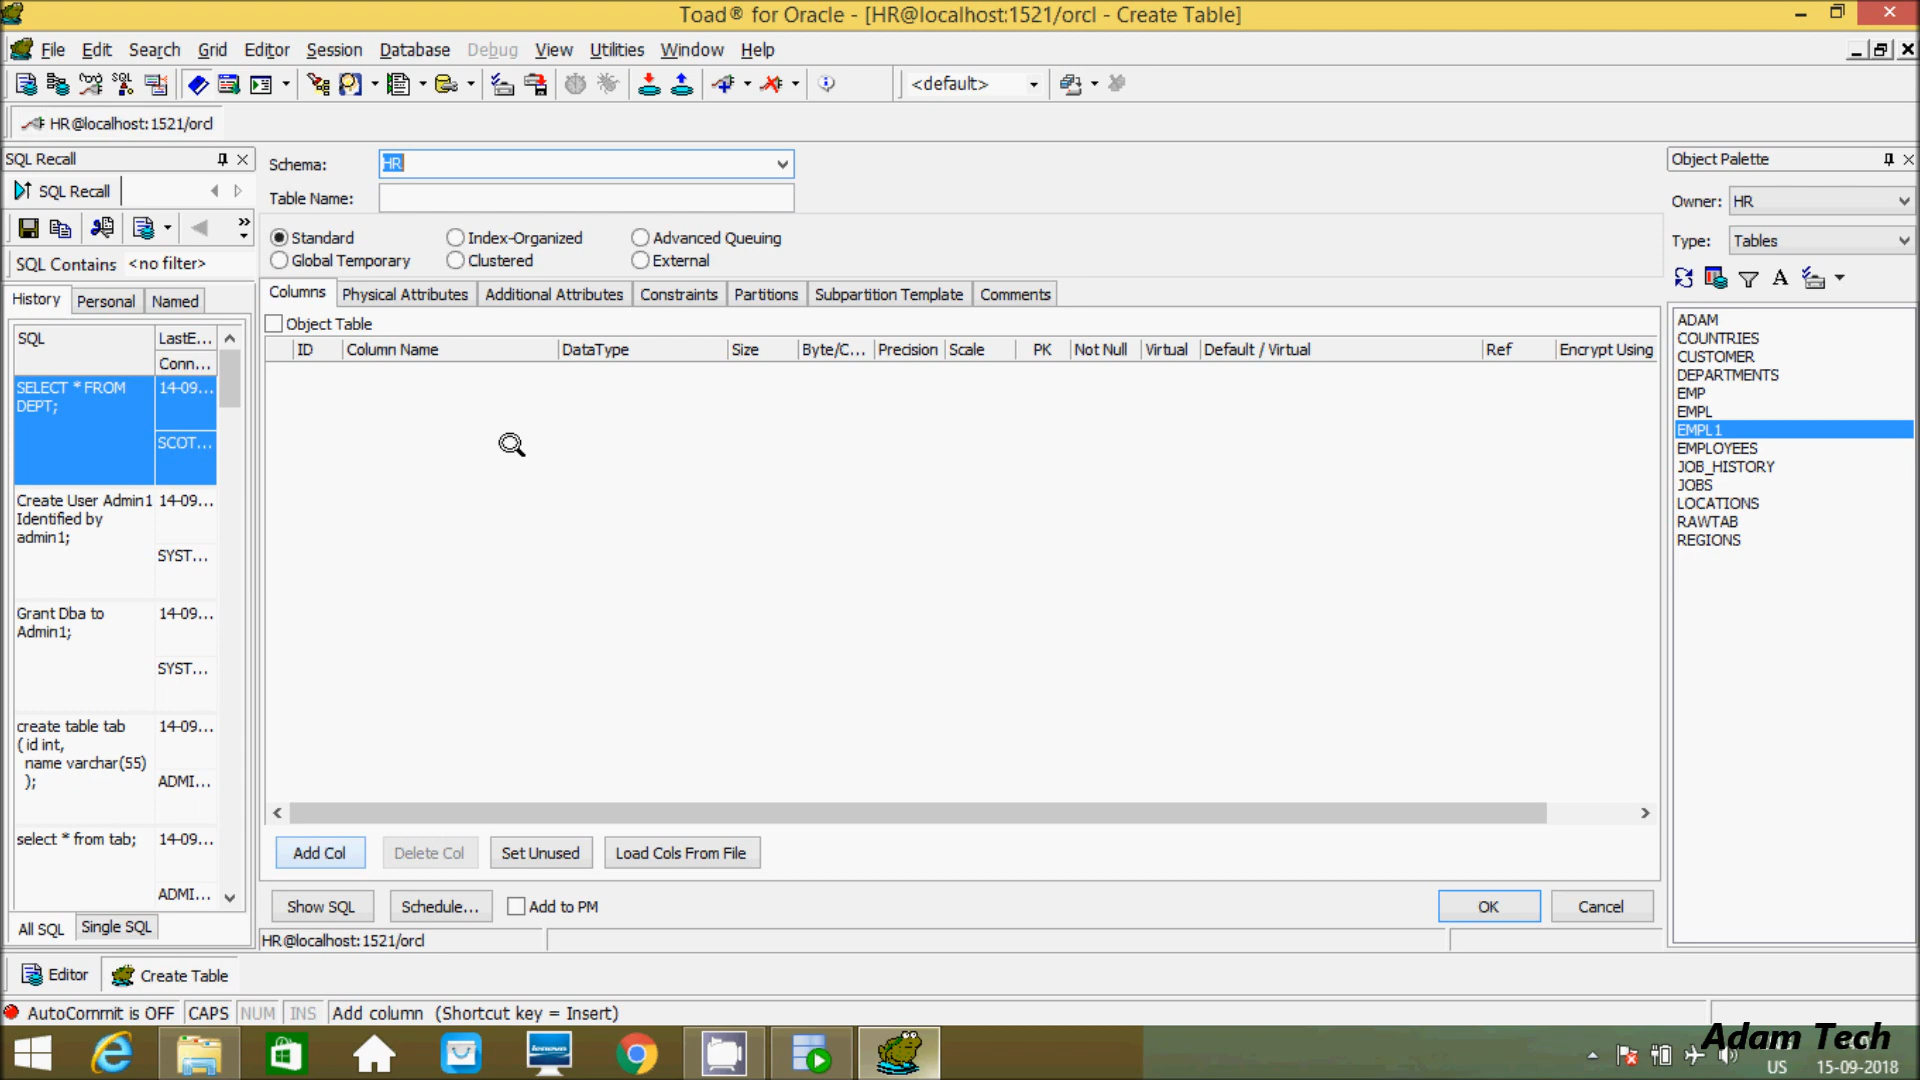 Toad® for Oracle - [HR@localhost:1521/orcl - Create Table]
File Edit Search Grid Editor Session Database Debug View Utilities Window Help
<default>
HR@localhost:1521/orcl
SQL Recall
SQL Recall
SQL Contains <no filter>
History Personal Named
SQL LastE...
Conn...
SELECT * FROM DEPT; 14-09...
SCOT...
Create User Admin1 14-09...
Identified by
admin1;
SYST...
Grant Dba to 14-09...
Admin1;
SYST...
create table tab 14-09...
( id int,
name varchar(55)
); ADMI...
select * from tab; 14-09...
ADMI...
All SQL Single SQL
Schema: HR
Table Name:
Standard Index-Organized Advanced Queuing
Global Temporary Clustered External
Columns Physical Attributes Additional Attributes Constraints Partitions Subpartition Template Comments
Object Table
ID Column Name DataType Size Byte/C... Precision Scale PK Not Null Virtual Default / Virtual Ref Encrypt Using
Add Col Delete Col Set Unused Load Cols From File
Show SQL Schedule... Add to PM OK Cancel
HR@localhost:1521/orcl
Object Palette
Owner: HR
Type: Tables
A
ADAM
COUNTRIES
CUSTOMER
DEPARTMENTS
EMP
EMPL
EMPL1
EMPLOYEES
JOB_HISTORY
JOBS
LOCATIONS
RAWTAB
REGIONS
Editor Create Table
AutoCommit is OFF CAPS NUM INS Add column (Shortcut key = Insert)
Adam Tech
US 15-09-2018